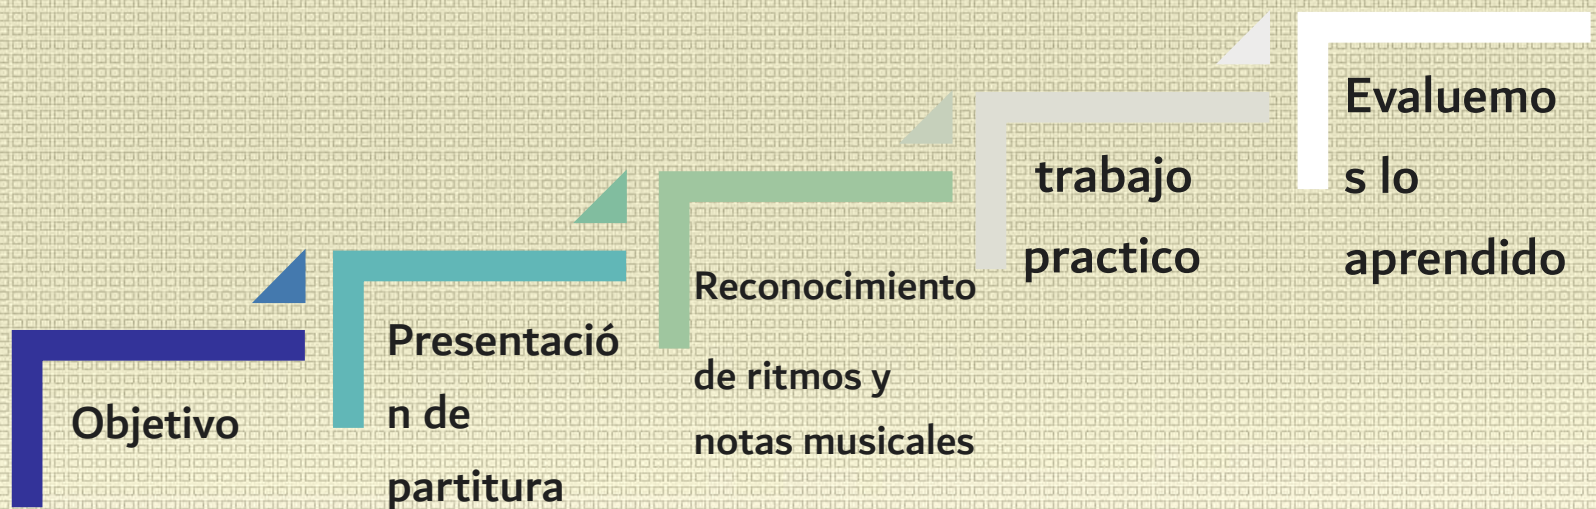 Objetivo
Presentació
n de
partitura
Reconocimiento
de ritmos y
notas musicales
trabajo
practico
Evaluemo
s lo
aprendido